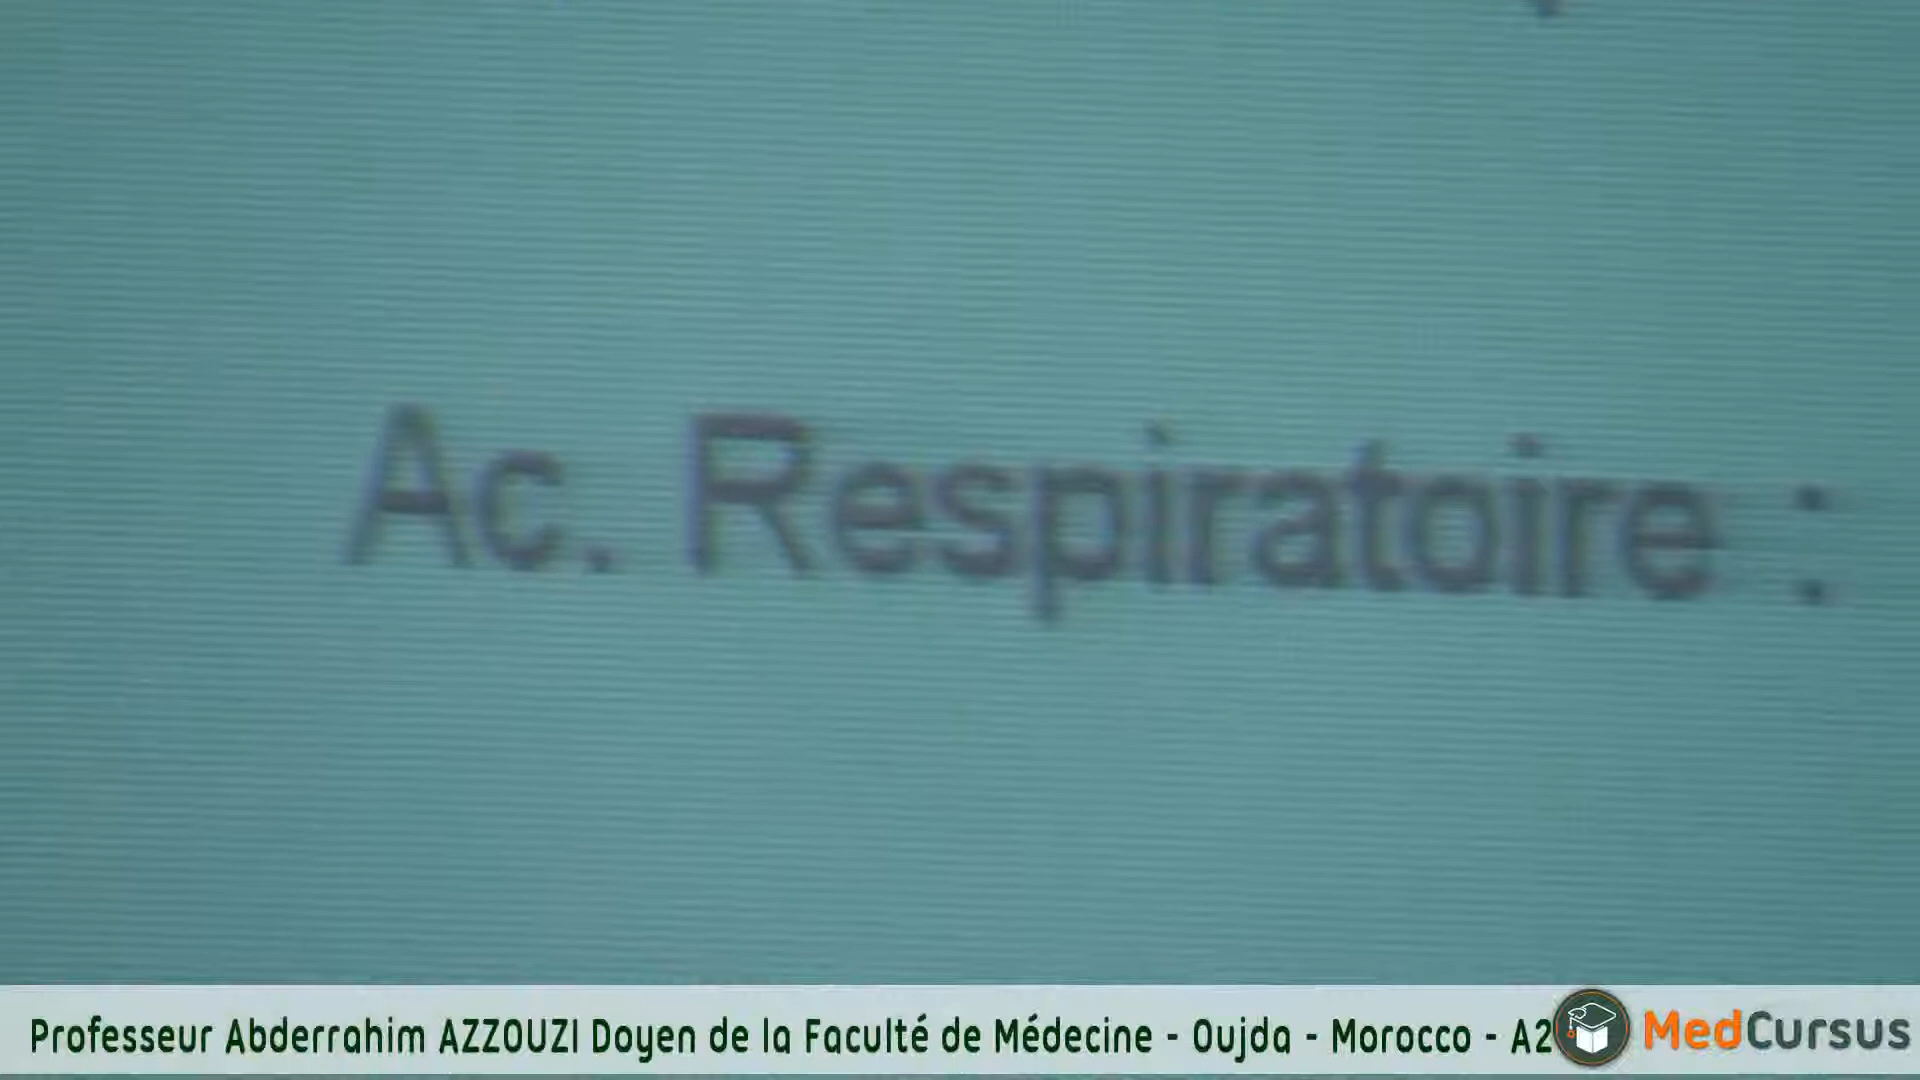 Ac. Respiratoire :
Professeur Abderrahim AZZOUZI Doyen de la Faculté de Médecine - Oujda - Morocco - A2
MedCursus